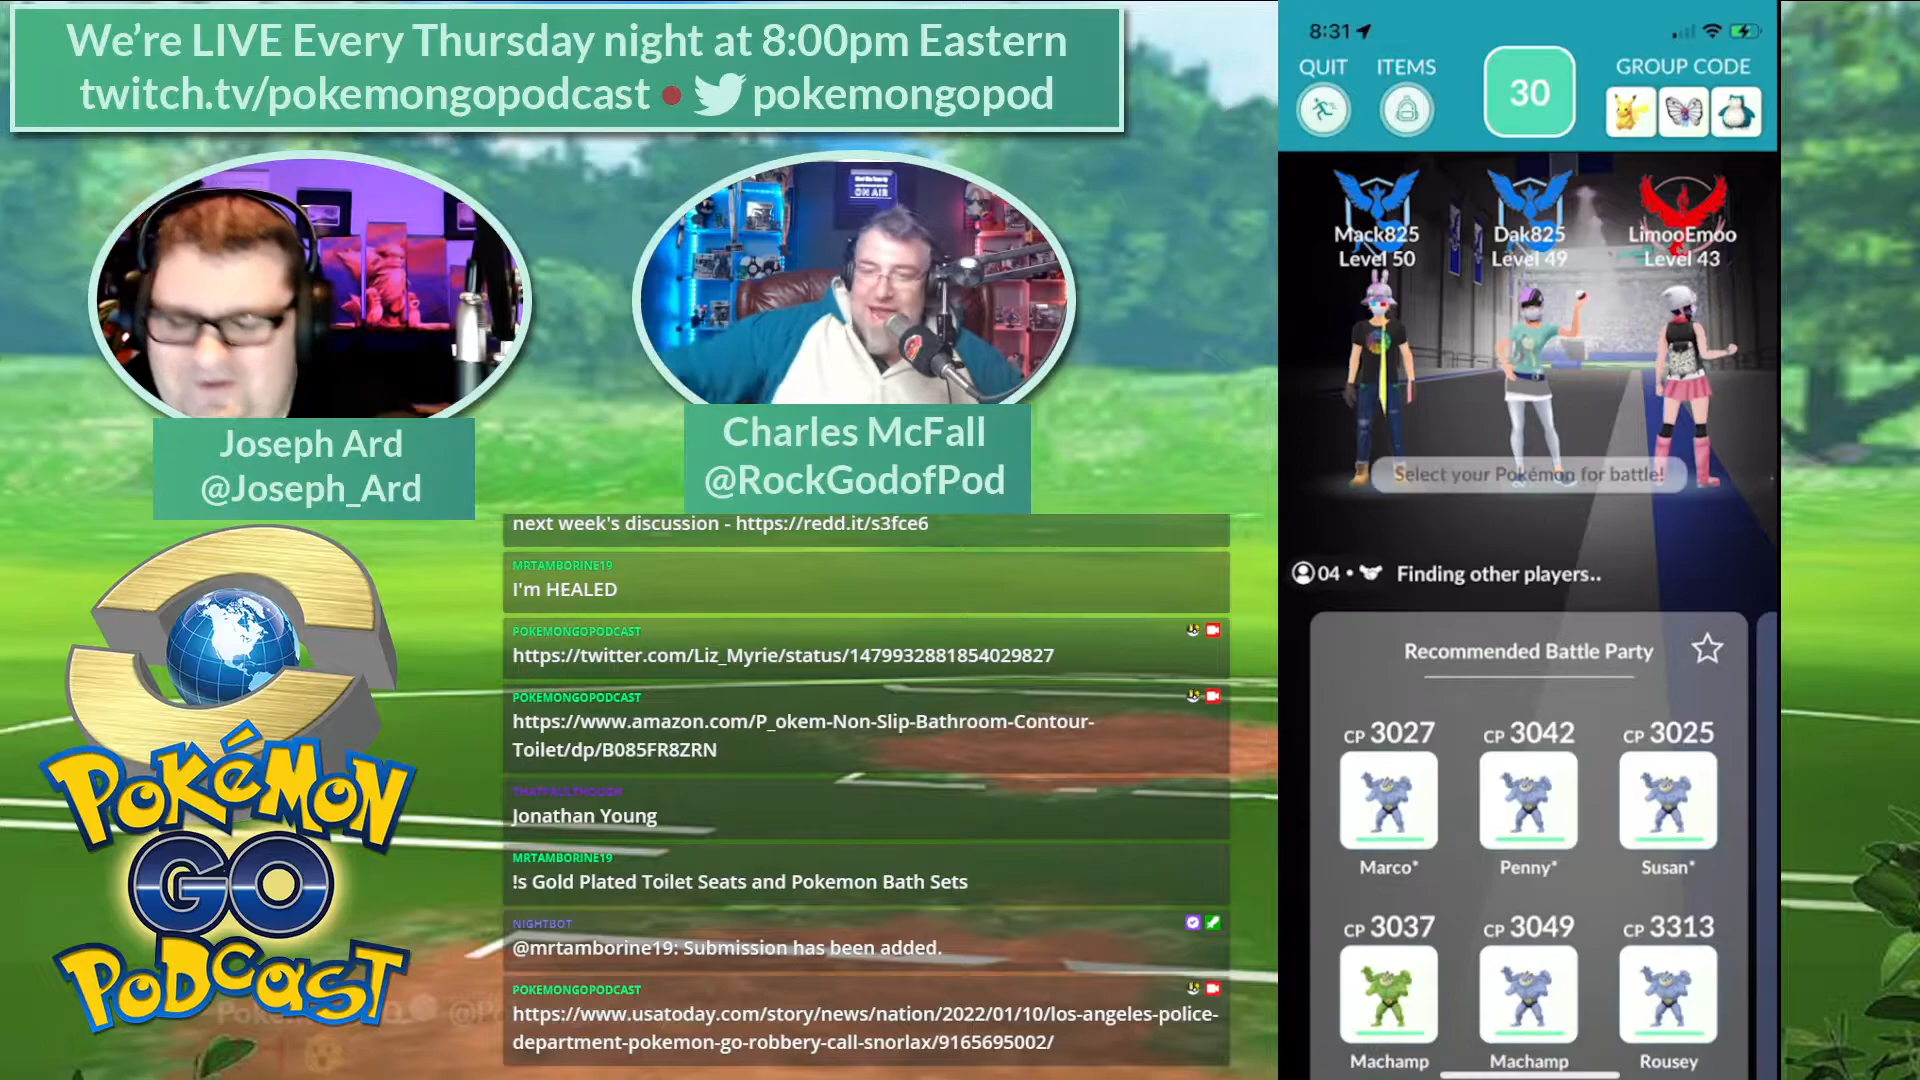 We're LIVE Every Thursday night at 8:00pm Eastern
twitch.tv/pokemongopodcast • pokemongopod
ON AIR
Joseph Ard
@Joseph_Ard
Charles McFall
@RockGodofPod
POKÉMON
GO
PODCAST
next week's discussion - https://redd.it/s3fce6
MRTAMBORINE19
I'm HEALED
POKEMONGOPODCAST
https://twitter.com/Liz_Myrie/status/1479932881854029827
POKEMONGOPODCAST
https://www.amazon.com/P_okem-Non-Slip-Bathroom-Contour-
Toilet/dp/B085FR8ZRN
THATPAULTHOUGH
Jonathan Young
MRTAMBORINE19
!s Gold Plated Toilet Seats and Pokemon Bath Sets
NIGHTBOT
@mrtamborine19: Submission has been added.
POKEMONGOPODCAST
https://www.usatoday.com/story/news/nation/2022/01/10/los-angeles-police-
department-pokemon-go-robbery-call-snorlax/9165695002/
8:31
QUIT ITEMS 30 GROUP CODE
Mack825 Dak825 LimooEmoo
Level 50 Level 49 Level 43
Select your Pokémon for battle!
04 • Finding other players..
Recommended Battle Party
CP 3027 CP 3042 CP 3025
Marco* Penny* Susan*
CP 3037 CP 3049 CP 3313
Machamp Machamp Rousey